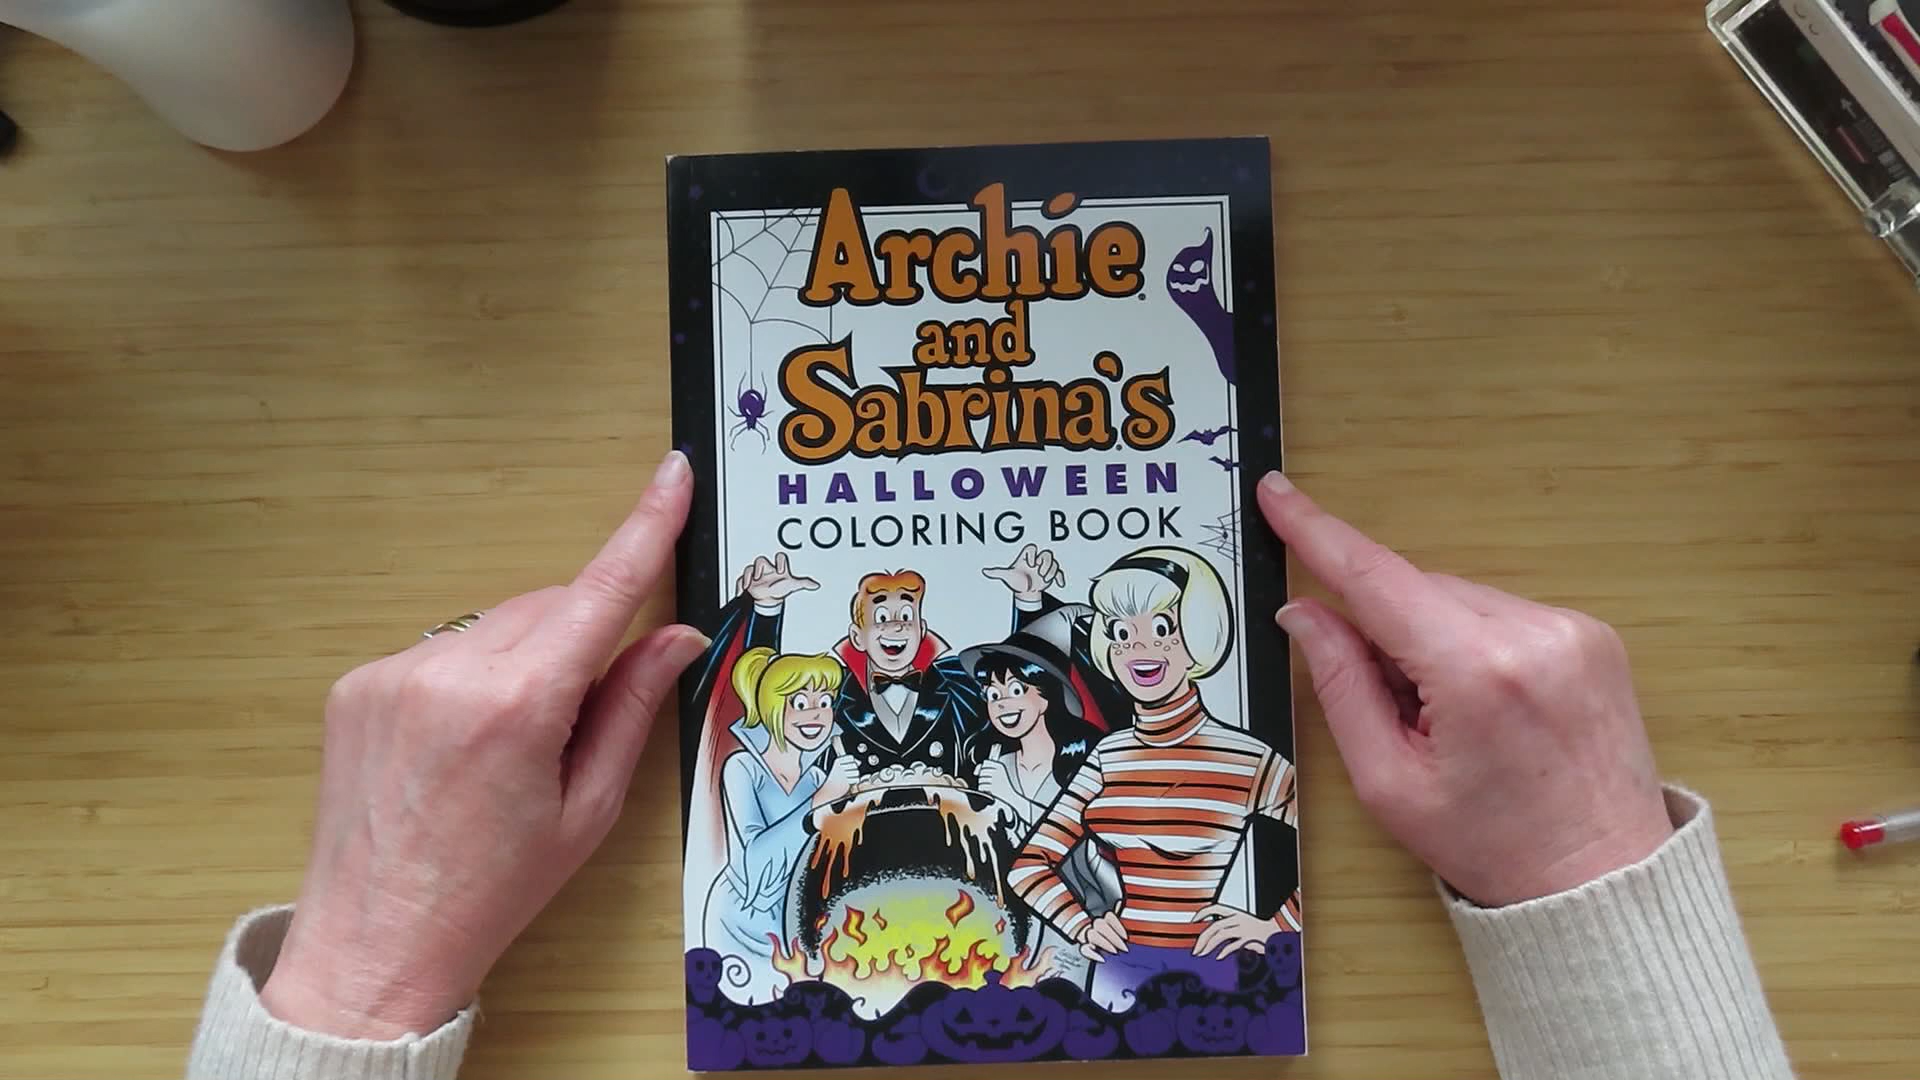 Archie®
and
Sabrina's®
HALLOWEEN
COLORING BOOK